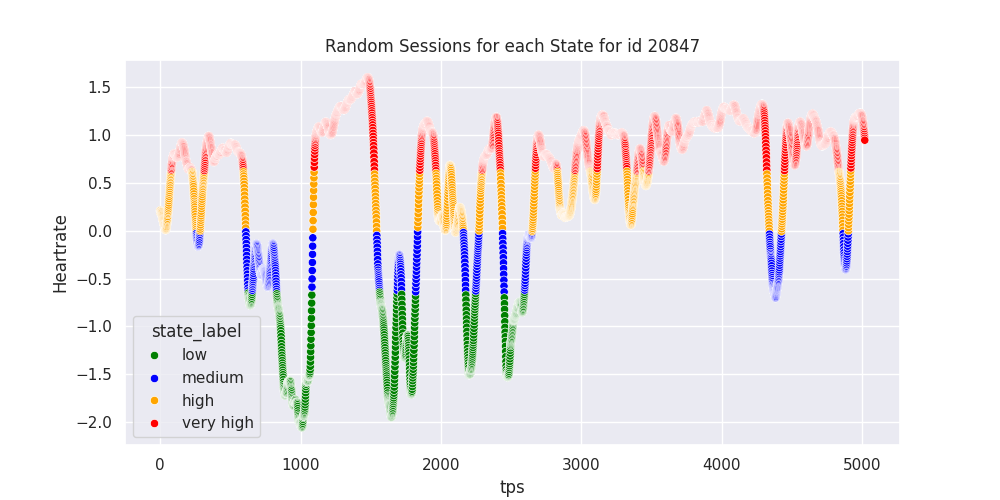 Random Sessions for each State for id 20847
Heartrate
1.5
1.0
0.5
0.0
−0.5
−1.0
−1.5
−2.0
state_label
low
medium
high
very high
0
1000
2000
3000
4000
5000
tps